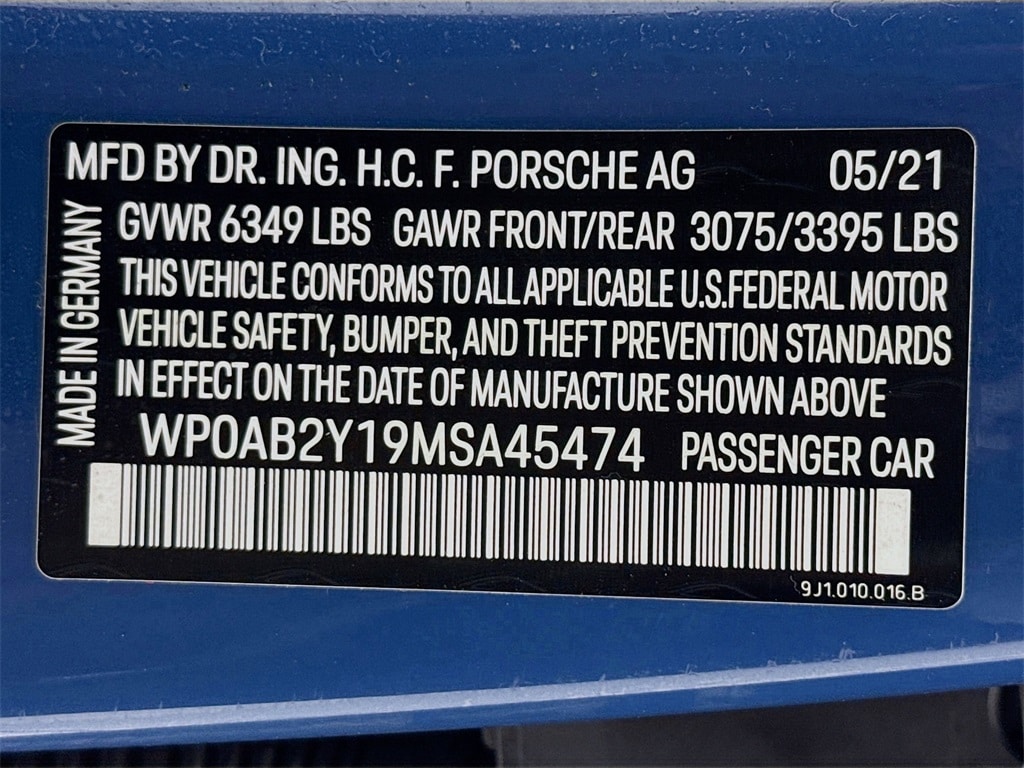 MFD BY DR. ING. H.C. F. PORSCHE AG 05/21
GVWR 6349 LBS GAWR FRONT/REAR 3075/3395 LBS
THIS VEHICLE CONFORMS TO ALL APPLICABLE U.S.FEDERAL MOTOR
VEHICLE SAFETY, BUMPER, AND THEFT PREVENTION STANDARDS
IN EFFECT ON THE DATE OF MANUFACTURE SHOWN ABOVE
MADE IN GERMANY
WP0AB2Y19MSA45474 PASSENGER CAR
9J1.010.016.B